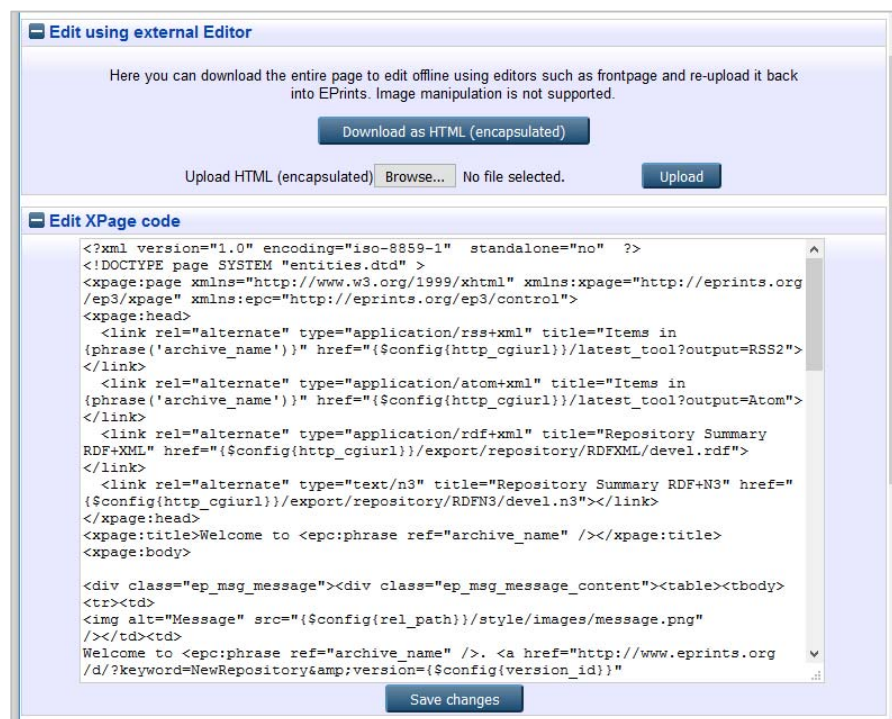 Edit using external Editor
Here you can download the entire page to edit offline using editors such as frontpage and re-upload it back
into EPrints. Image manipulation is not supported.
Download as HTML (encapsulated)
Upload HTML (encapsulated) Browse... No file selected. Upload
Edit XPage code
<?xml version="1.0" encoding="iso-8859-1"  standalone="no"  ?>
<!DOCTYPE page SYSTEM "entities.dtd" >
<xpage:page xmlns="http://www.w3.org/1999/xhtml" xmlns:xpage="http://eprints.org
/ep3/xpage" xmlns:epc="http://eprints.org/ep3/control">
<xpage:head>
  <link rel="alternate" type="application/rss+xml" title="Items in
{phrase('archive_name')}" href="{$config{http_cgiurl}}/latest_tool?output=RSS2">
</link>
  <link rel="alternate" type="application/atom+xml" title="Items in
{phrase('archive_name')}" href="{$config{http_cgiurl}}/latest_tool?output=Atom">
</link>
  <link rel="alternate" type="application/rdf+xml" title="Repository Summary
RDF+XML" href="{$config{http_cgiurl}}/export/repository/RDFXML/devel.rdf">
</link>
  <link rel="alternate" type="text/n3" title="Repository Summary RDF+N3" href="
{$config{http_cgiurl}}/export/repository/RDFN3/devel.n3"></link>
</xpage:head>
<xpage:title>Welcome to <epc:phrase ref="archive_name" /></xpage:title>
<xpage:body>
<div class="ep_msg_message"><div class="ep_msg_message_content"><table><tbody>
<tr><td>
<img alt="Message" src="{$config{rel_path}}/style/images/message.png"
/></td><td>
Welcome to <epc:phrase ref="archive_name" />. <a href="http://www.eprints.org
/d/?keyword=NewRepository&amp;version={$config{version_id}}"
Save changes